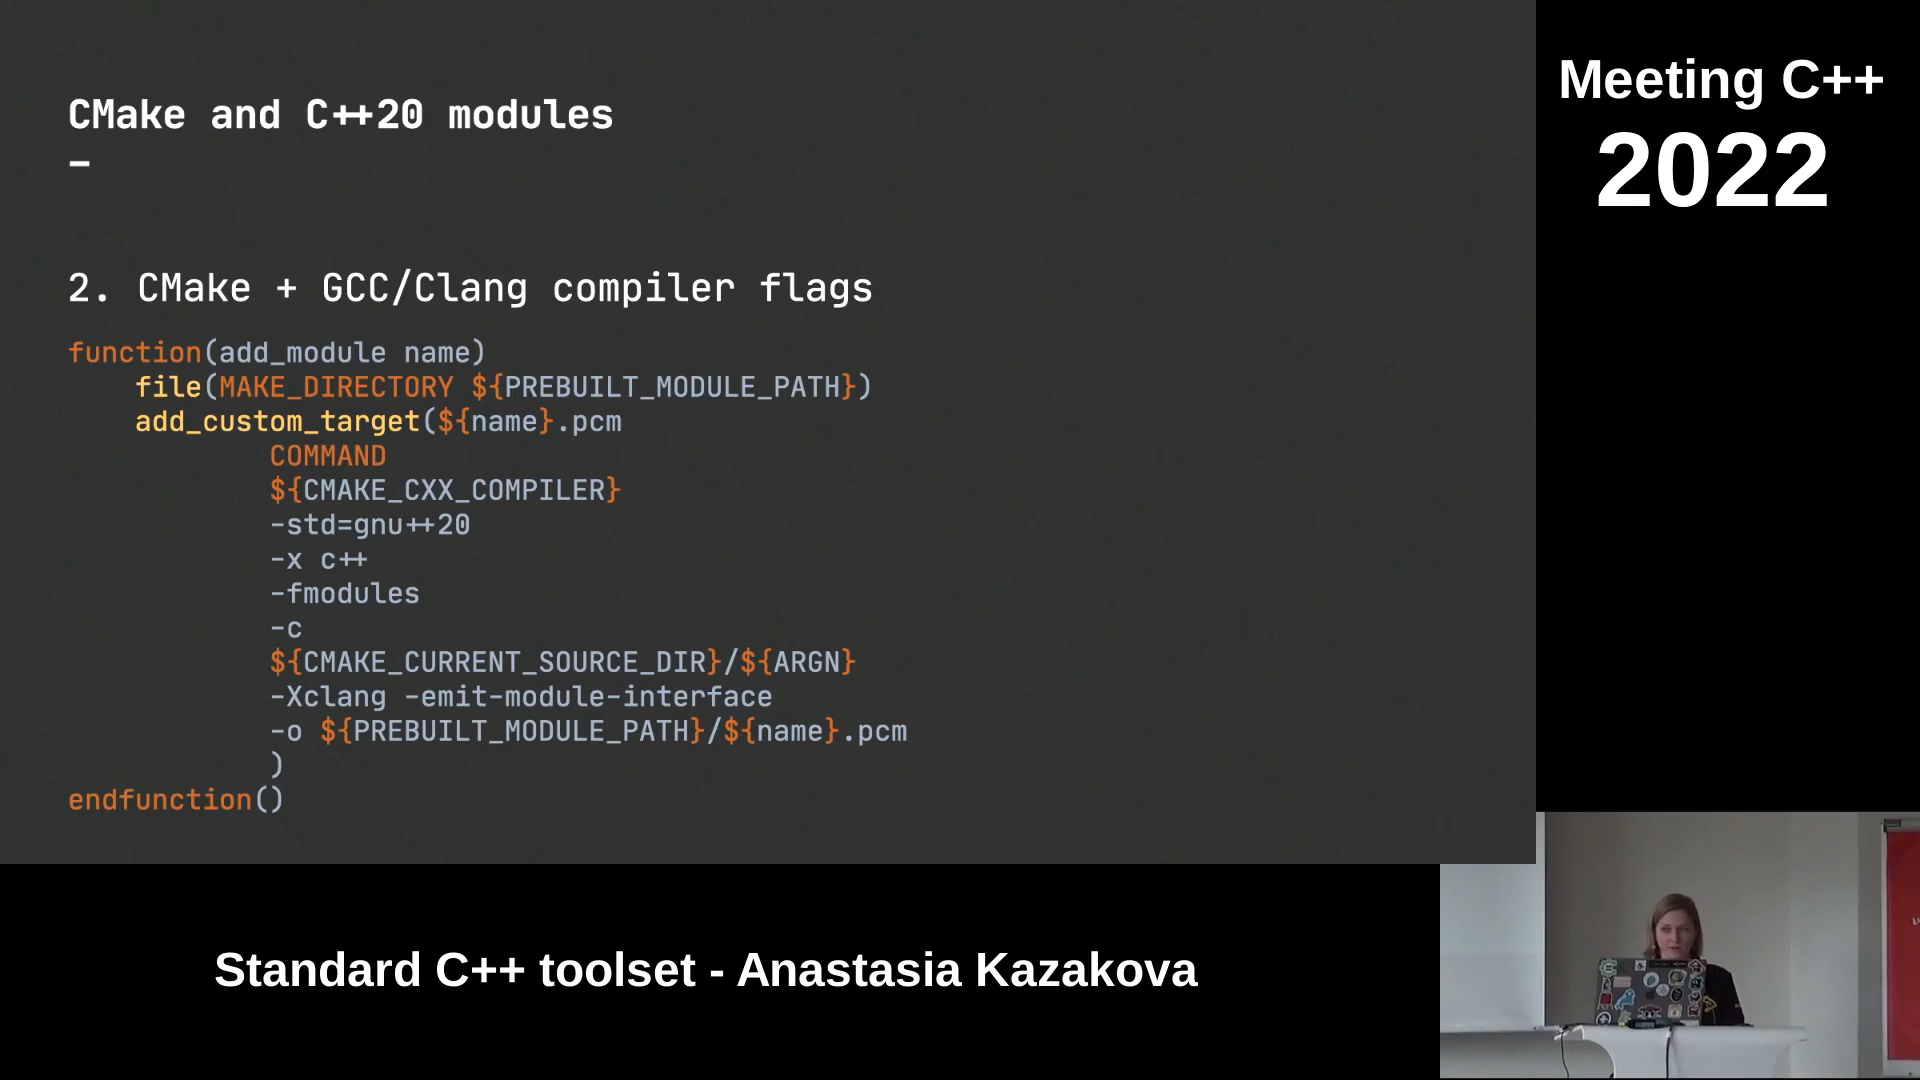 CMake and C++20 modules
–
2. CMake + GCC/Clang compiler flags
function(add_module name)
file(MAKE_DIRECTORY ${PREBUILT_MODULE_PATH})
add_custom_target(${name}.pcm
COMMAND
${CMAKE_CXX_COMPILER}
-std=gnu++20
-x c++
-fmodules
-c
${CMAKE_CURRENT_SOURCE_DIR}/${ARGN}
-Xclang -emit-module-interface
-o ${PREBUILT_MODULE_PATH}/${name}.pcm
)
endfunction()
Meeting C++
2022
Standard C++ toolset - Anastasia Kazakova